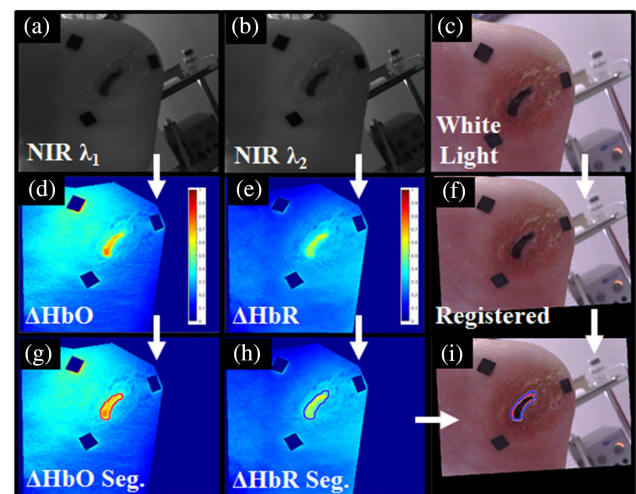 (a)
NIR λ1
(b)
NIR λ2
(c)
White
Light
(d)
ΔHbO
(e)
ΔHbR
(f)
Registered
(g)
ΔHbO Seg.
(h)
ΔHbR Seg.
(i)